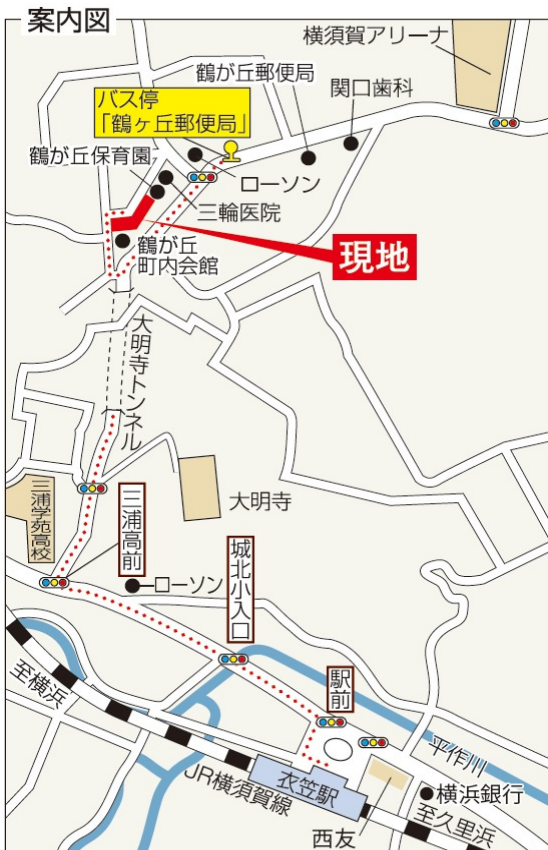 案内図
横須賀アリーナ
鶴が丘郵便局
関口歯科
バス停
「鶴ヶ丘郵便局」
鶴が丘保育園
ローソン
三輪医院
鶴が丘
町内会館
現地
大明寺トンネル
三浦学苑高校
大明寺
三浦高前
ローソン
城北小入口
至横浜
駅前
平作川
JR横須賀線
衣笠駅
横浜銀行
至久里浜
西友